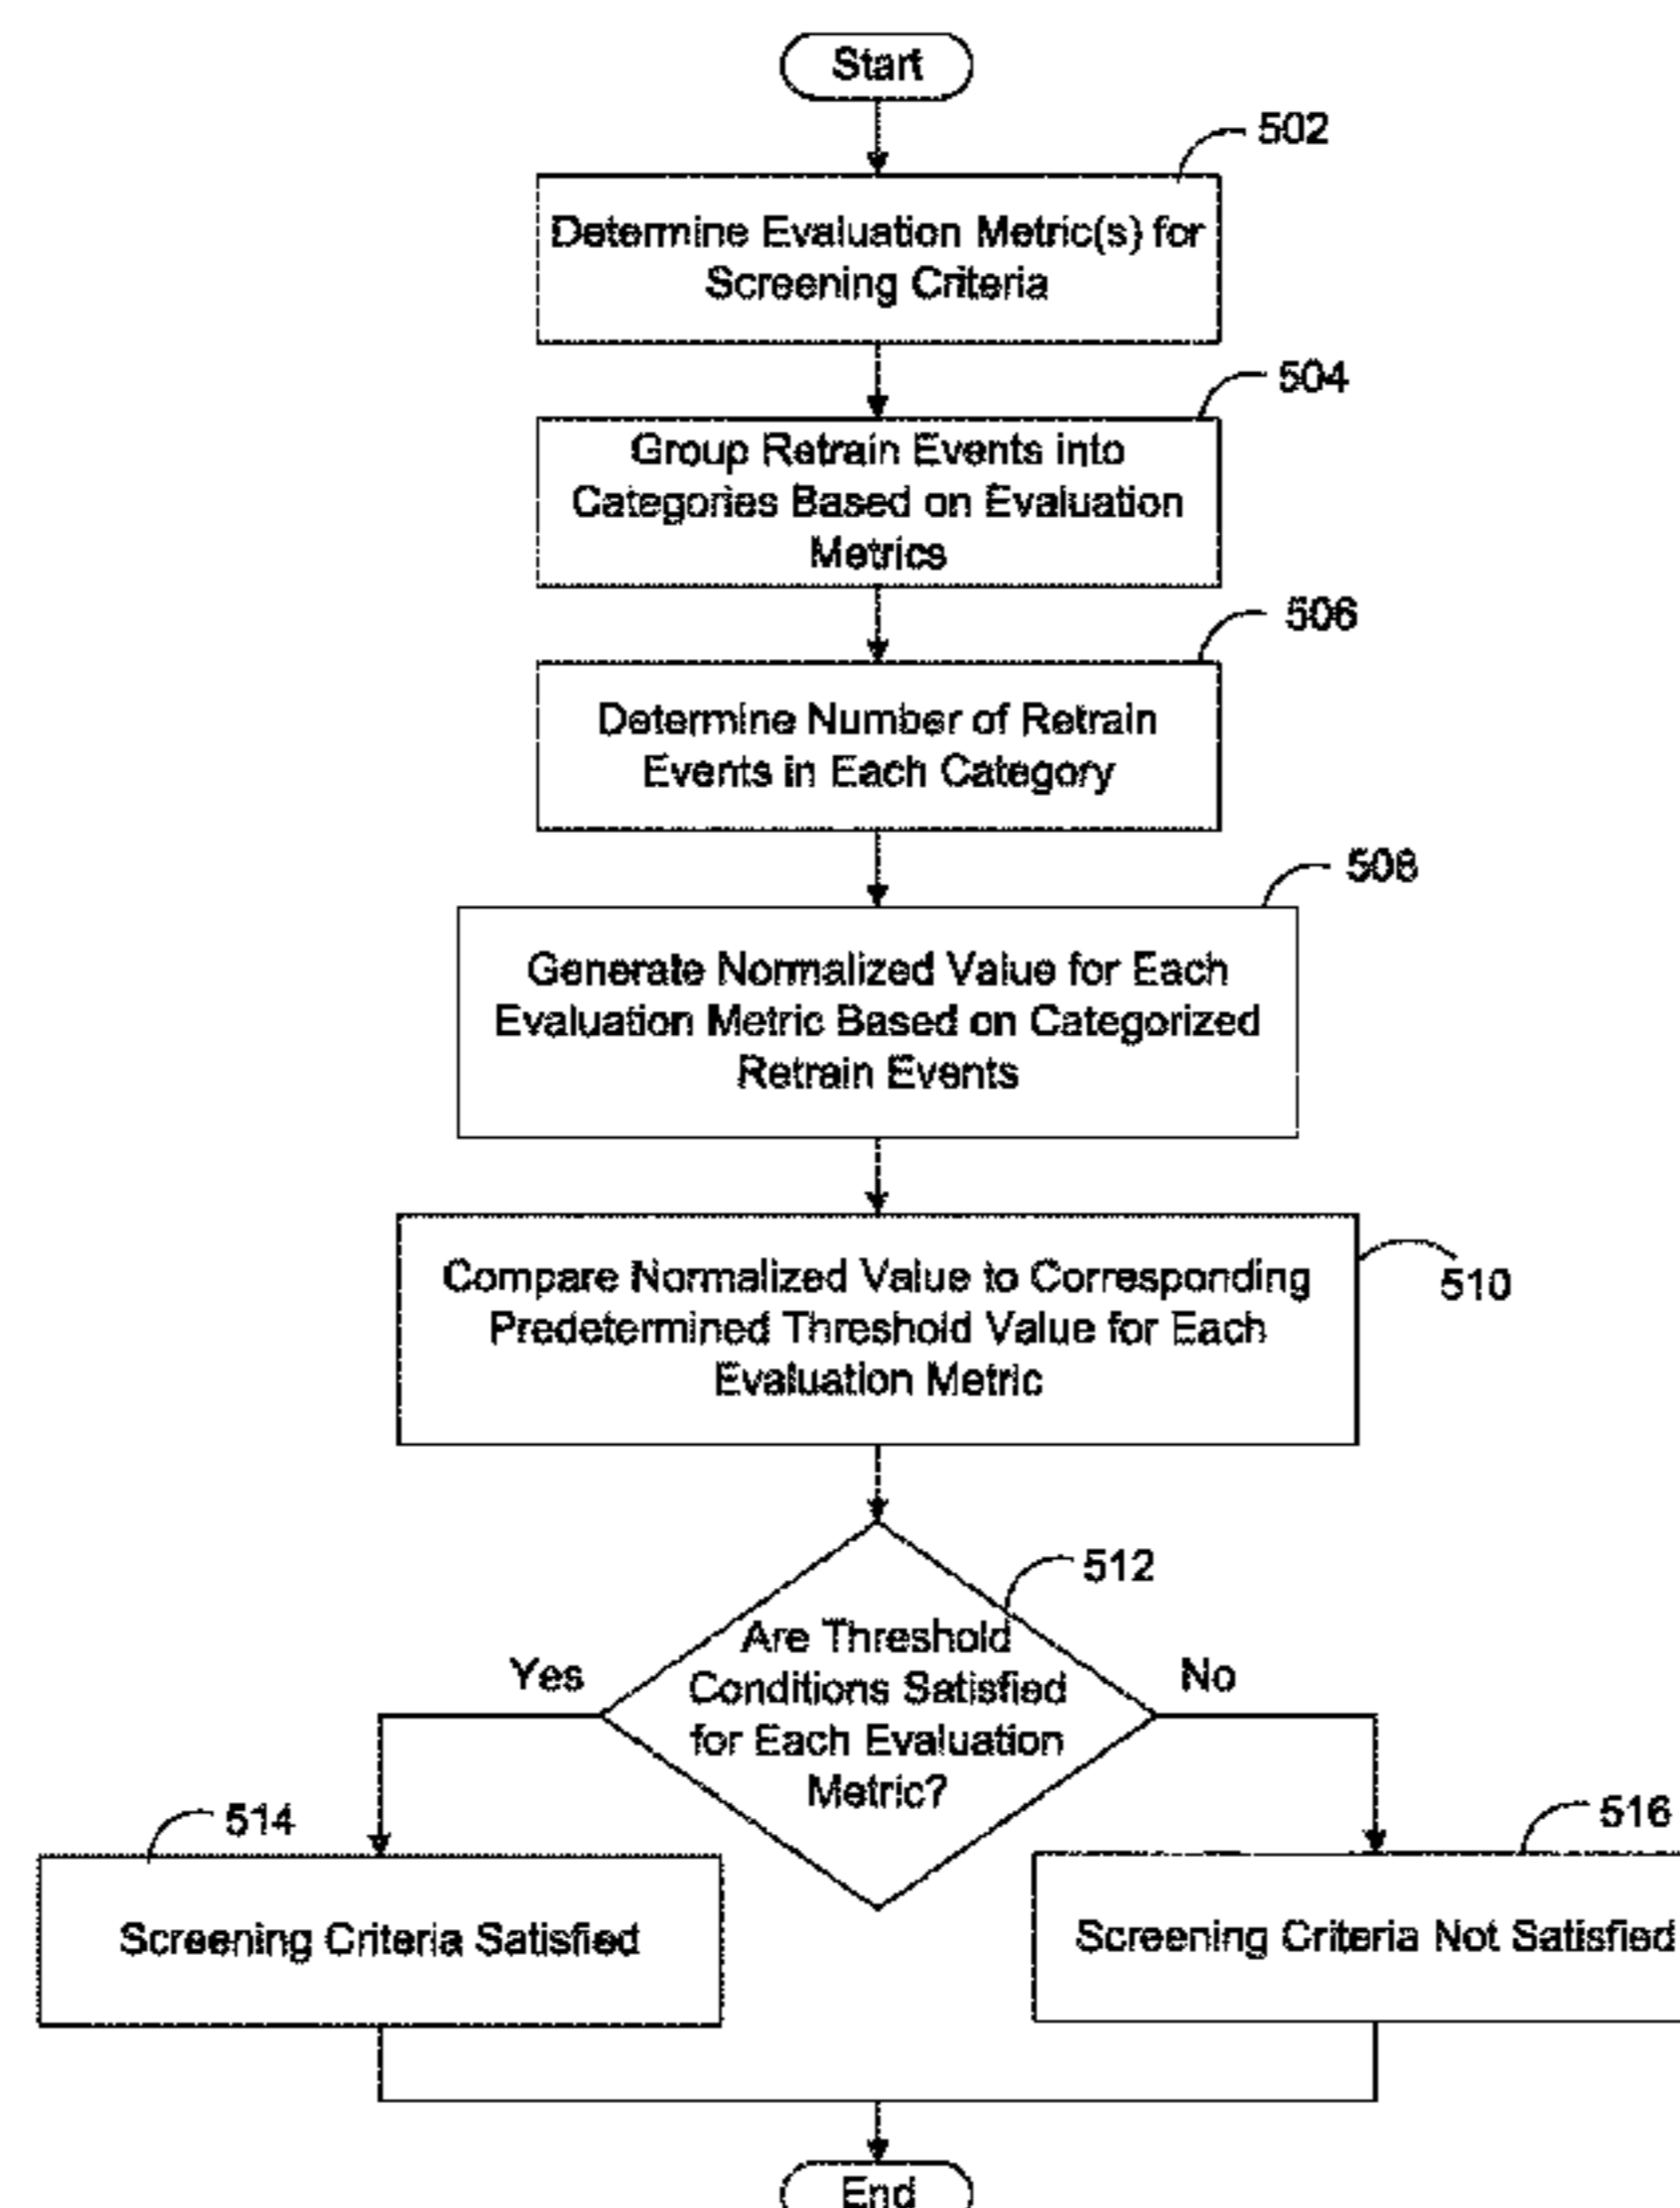 Start
502
Determine Evaluation Metric(s) for
Screening Criteria
504
Group Retrain Events into
Categories Based on Evaluation
Metrics
506
Determine Number of Retrain
Events in Each Category
508
Generate Normalized Value for Each
Evaluation Metric Based on Categorized
Retrain Events
510
Compare Normalized Value to Corresponding
Predetermined Threshold Value for Each
Evaluation Metric
512
Are Threshold
Conditions Satisfied
for Each Evaluation
Metric?
Yes
No
514
Screening Criteria Satisfied
516
Screening Criteria Not Satisfied
End